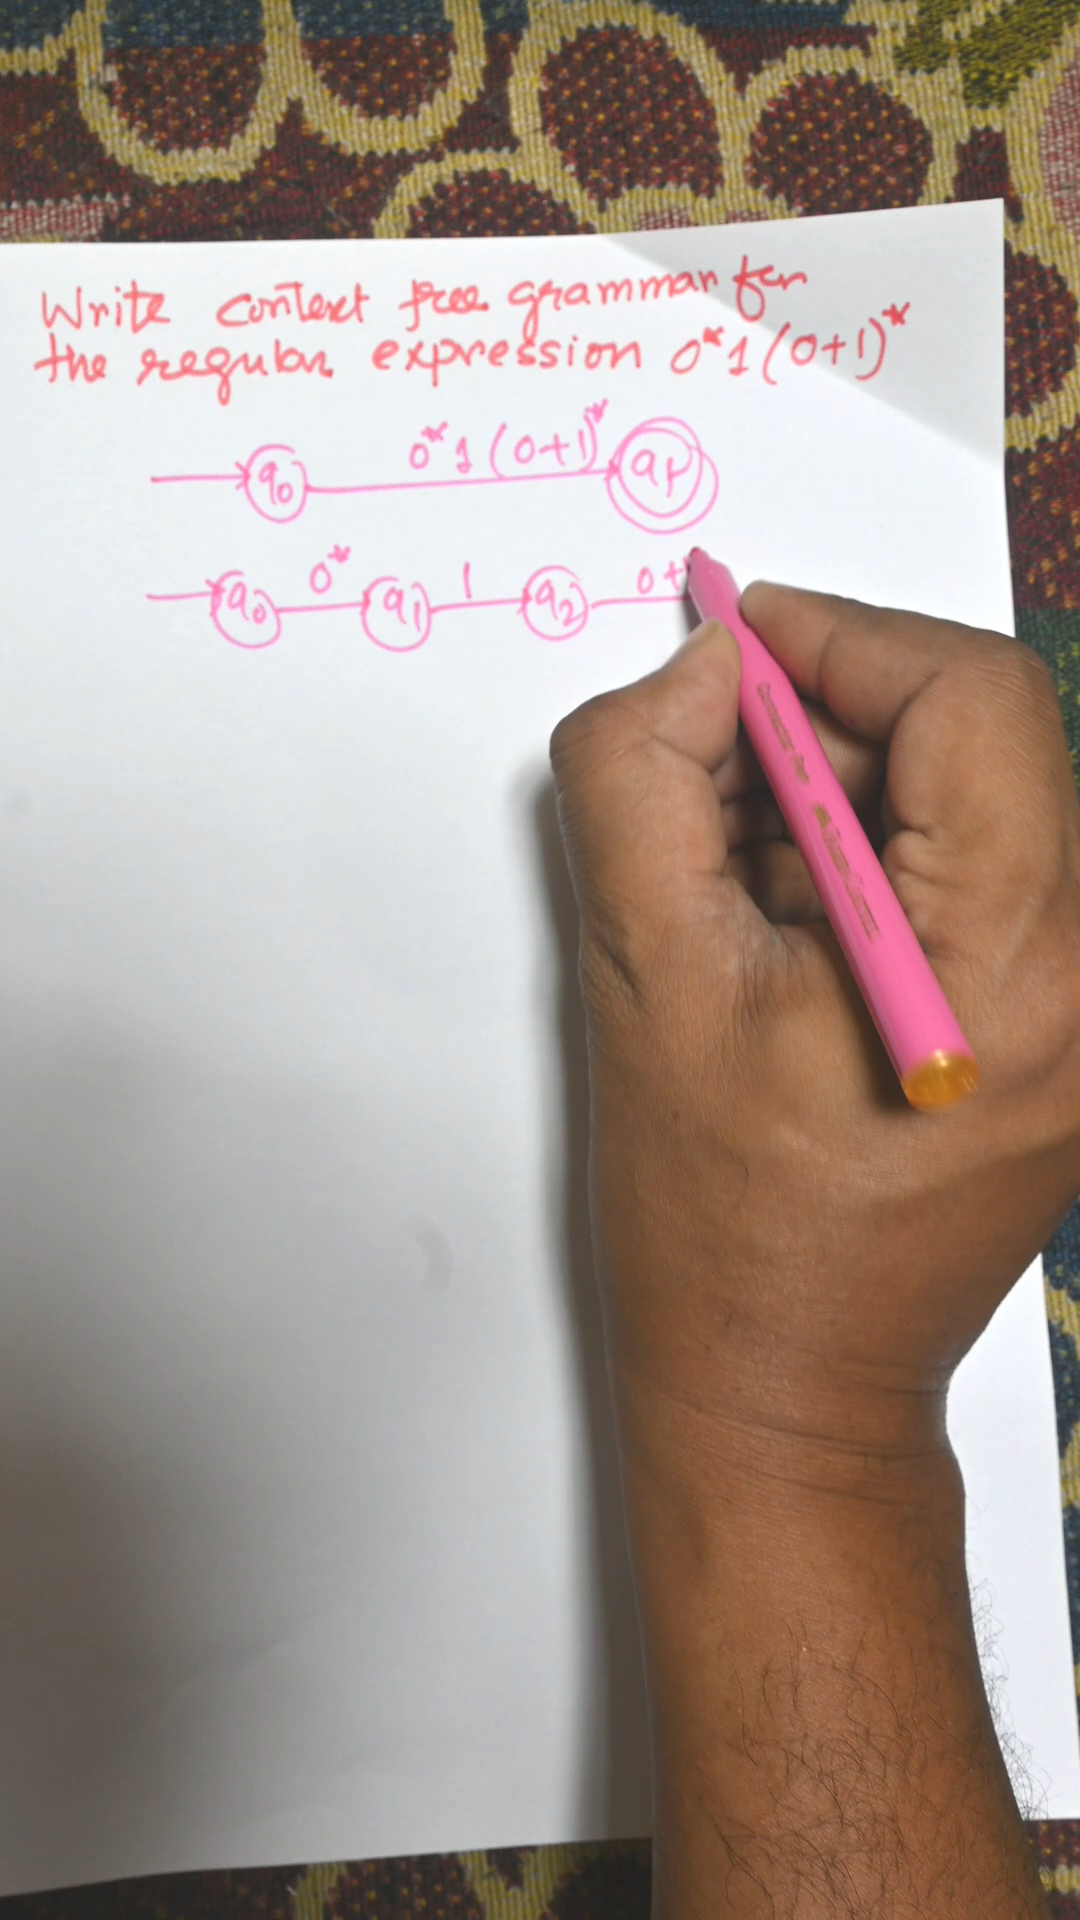 Write context free grammar for
the regular expression 0*1(0+1)*
0*1(0+1)*
q0 qf
0* 1 0+
q0 q1 q2